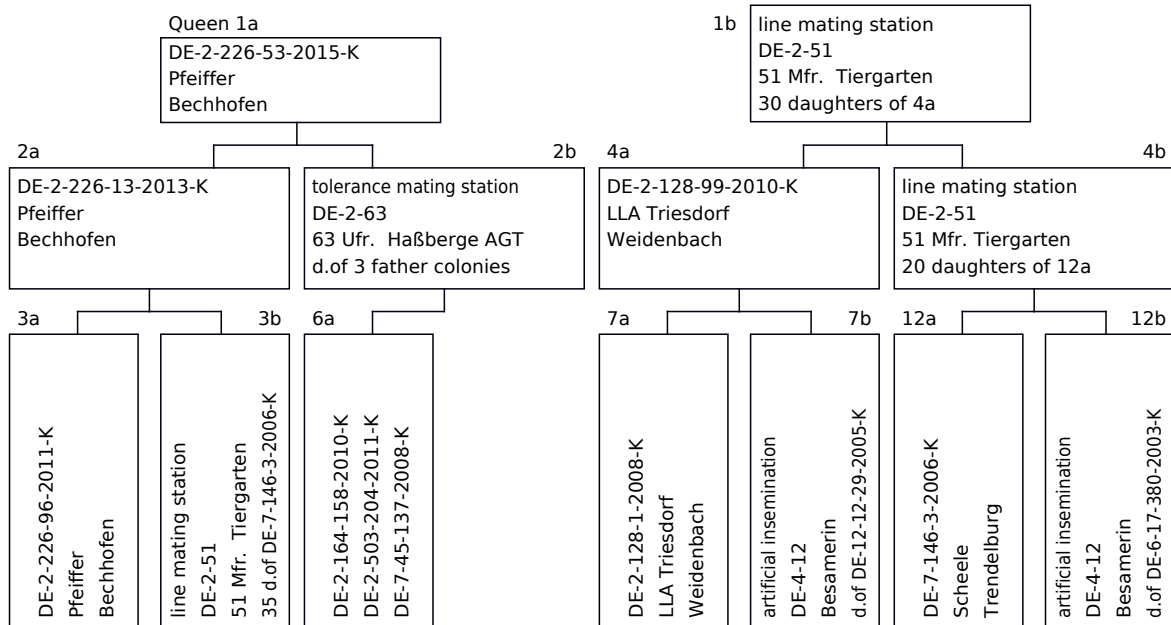 Queen 1a
DE-2-226-53-2015-K
Pfeiffer
Bechhofen
1b
line mating station
DE-2-51
51 Mfr.  Tiergarten
30 daughters of 4a
2a
DE-2-226-13-2013-K
Pfeiffer
Bechhofen
2b
tolerance mating station
DE-2-63
63 Ufr.  Haßberge AGT
d.of 3 father colonies
4a
DE-2-128-99-2010-K
LLA Triesdorf
Weidenbach
4b
line mating station
DE-2-51
51 Mfr. Tiergarten
20 daughters of 12a
3a
DE-2-226-96-2011-K
Pfeiffer
Bechhofen
3b
line mating station
DE-2-51
51 Mfr.  Tiergarten
35 d.of DE-7-146-3-2006-K
6a
DE-2-164-158-2010-K
DE-2-503-204-2011-K
DE-7-45-137-2008-K
7a
DE-2-128-1-2008-K
LLA Triesdorf
Weidenbach
7b
artificial insemination
DE-4-12
Besamerin
d.of DE-12-12-29-2005-K
12a
DE-7-146-3-2006-K
Scheele
Trendelburg
12b
artificial insemination
DE-4-12
Besamerin
d.of DE-6-17-380-2003-K